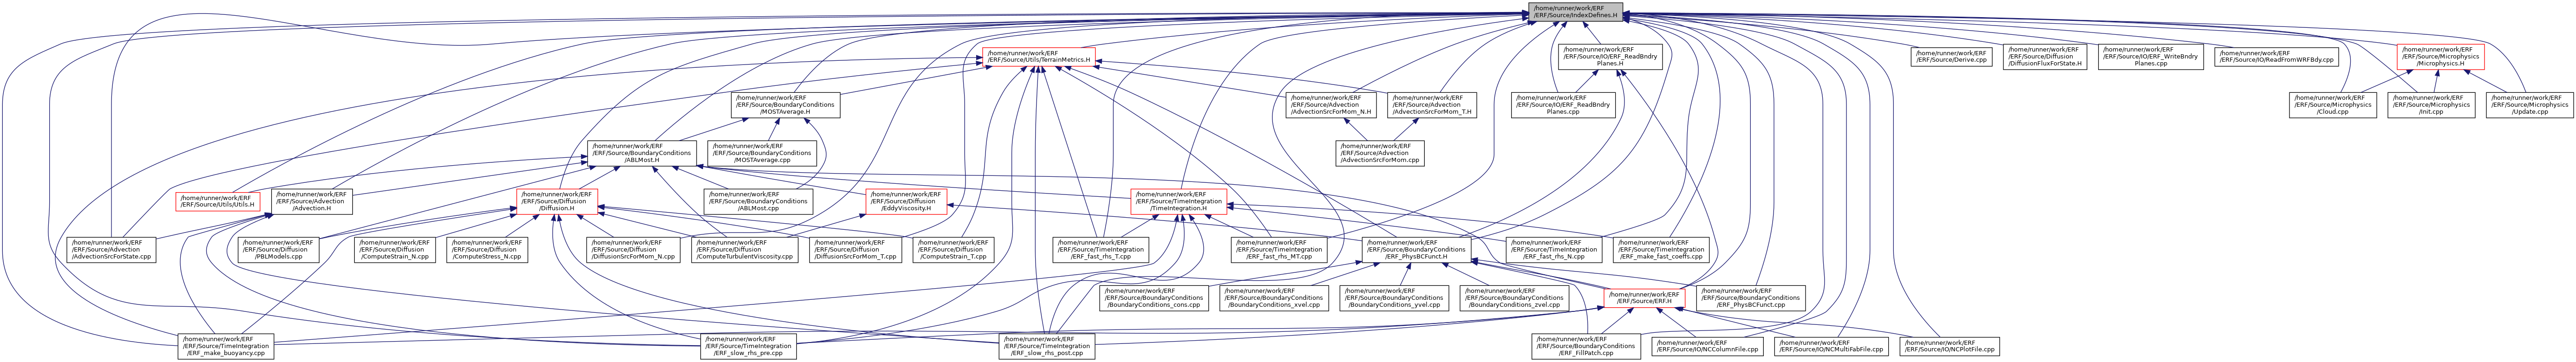 /home/runner/work/ERF
/ERF/Source/IndexDefines.H
/home/runner/work/ERF
/ERF/Source/Utils/TerrainMetrics.H
/home/runner/work/ERF
/ERF/Source/IO/ERF_ReadBndry
Planes.H
/home/runner/work/ERF
/ERF/Source/Derive.cpp
/home/runner/work/ERF
/ERF/Source/Diffusion
/DiffusionFluxForState.H
/home/runner/work/ERF
/ERF/Source/IO/ERF_WriteBndry
Planes.cpp
/home/runner/work/ERF
/ERF/Source/IO/ReadFromWRFBdy.cpp
/home/runner/work/ERF
/ERF/Source/Microphysics
/Microphysics.H
/home/runner/work/ERF
/ERF/Source/BoundaryConditions
/MOSTAverage.H
/home/runner/work/ERF
/ERF/Source/Advection
/AdvectionSrcForMom_N.H
/home/runner/work/ERF
/ERF/Source/Advection
/AdvectionSrcForMom_T.H
/home/runner/work/ERF
/ERF/Source/IO/ERF_ReadBndry
Planes.cpp
/home/runner/work/ERF
/ERF/Source/Microphysics
/Cloud.cpp
/home/runner/work/ERF
/ERF/Source/Microphysics
/Init.cpp
/home/runner/work/ERF
/ERF/Source/Microphysics
/Update.cpp
/home/runner/work/ERF
/ERF/Source/BoundaryConditions
/ABLMost.H
/home/runner/work/ERF
/ERF/Source/BoundaryConditions
/MOSTAverage.cpp
/home/runner/work/ERF
/ERF/Source/Advection
/AdvectionSrcForMom.cpp
/home/runner/work/ERF
/ERF/Source/Utils/Utils.H
/home/runner/work/ERF
/ERF/Source/Advection
/Advection.H
/home/runner/work/ERF
/ERF/Source/Diffusion
/Diffusion.H
/home/runner/work/ERF
/ERF/Source/BoundaryConditions
/ABLMost.cpp
/home/runner/work/ERF
/ERF/Source/Diffusion
/EddyViscosity.H
/home/runner/work/ERF
/ERF/Source/TimeIntegration
/TimeIntegration.H
/home/runner/work/ERF
/ERF/Source/Advection
/AdvectionSrcForState.cpp
/home/runner/work/ERF
/ERF/Source/Diffusion
/PBLModels.cpp
/home/runner/work/ERF
/ERF/Source/Diffusion
/ComputeStrain_N.cpp
/home/runner/work/ERF
/ERF/Source/Diffusion
/ComputeStress_N.cpp
/home/runner/work/ERF
/ERF/Source/Diffusion
/DiffusionSrcForMom_N.cpp
/home/runner/work/ERF
/ERF/Source/Diffusion
/ComputeTurbulentViscosity.cpp
/home/runner/work/ERF
/ERF/Source/Diffusion
/DiffusionSrcForMom_T.cpp
/home/runner/work/ERF
/ERF/Source/Diffusion
/ComputeStrain_T.cpp
/home/runner/work/ERF
/ERF/Source/TimeIntegration
/ERF_fast_rhs_T.cpp
/home/runner/work/ERF
/ERF/Source/TimeIntegration
/ERF_fast_rhs_MT.cpp
/home/runner/work/ERF
/ERF/Source/BoundaryConditions
/ERF_PhysBCFunct.H
/home/runner/work/ERF
/ERF/Source/TimeIntegration
/ERF_fast_rhs_N.cpp
/home/runner/work/ERF
/ERF/Source/TimeIntegration
/ERF_make_fast_coeffs.cpp
/home/runner/work/ERF
/ERF/Source/BoundaryConditions
/BoundaryConditions_cons.cpp
/home/runner/work/ERF
/ERF/Source/BoundaryConditions
/BoundaryConditions_xvel.cpp
/home/runner/work/ERF
/ERF/Source/BoundaryConditions
/BoundaryConditions_yvel.cpp
/home/runner/work/ERF
/ERF/Source/BoundaryConditions
/BoundaryConditions_zvel.cpp
/home/runner/work/ERF
/ERF/Source/ERF.H
/home/runner/work/ERF
/ERF/Source/BoundaryConditions
/ERF_PhysBCFunct.cpp
/home/runner/work/ERF
/ERF/Source/TimeIntegration
/ERF_make_buoyancy.cpp
/home/runner/work/ERF
/ERF/Source/TimeIntegration
/ERF_slow_rhs_pre.cpp
/home/runner/work/ERF
/ERF/Source/TimeIntegration
/ERF_slow_rhs_post.cpp
/home/runner/work/ERF
/ERF/Source/BoundaryConditions
/ERF_FillPatch.cpp
/home/runner/work/ERF
/ERF/Source/IO/NCColumnFile.cpp
/home/runner/work/ERF
/ERF/Source/IO/NCMultiFabFile.cpp
/home/runner/work/ERF
/ERF/Source/IO/NCPlotFile.cpp